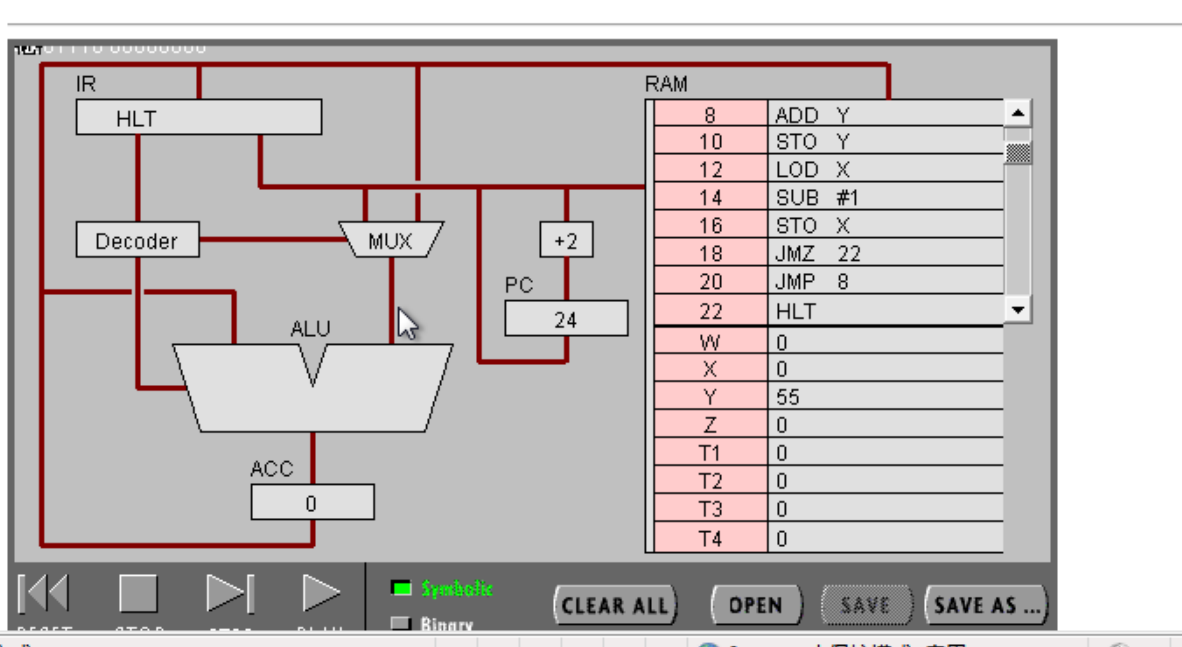 IR
HLT
Decoder
MUX
+2
PC
24
ALU
ACC
0
RAM
8 ADD Y
10 STO Y
12 LOD X
14 SUB #1
16 STO X
18 JMZ 22
20 JMP 8
22 HLT
W 0
X 0
Y 55
Z 0
T1 0
T2 0
T3 0
T4 0
Symbolic
Binary
CLEAR ALL
OPEN
SAVE
SAVE AS ...